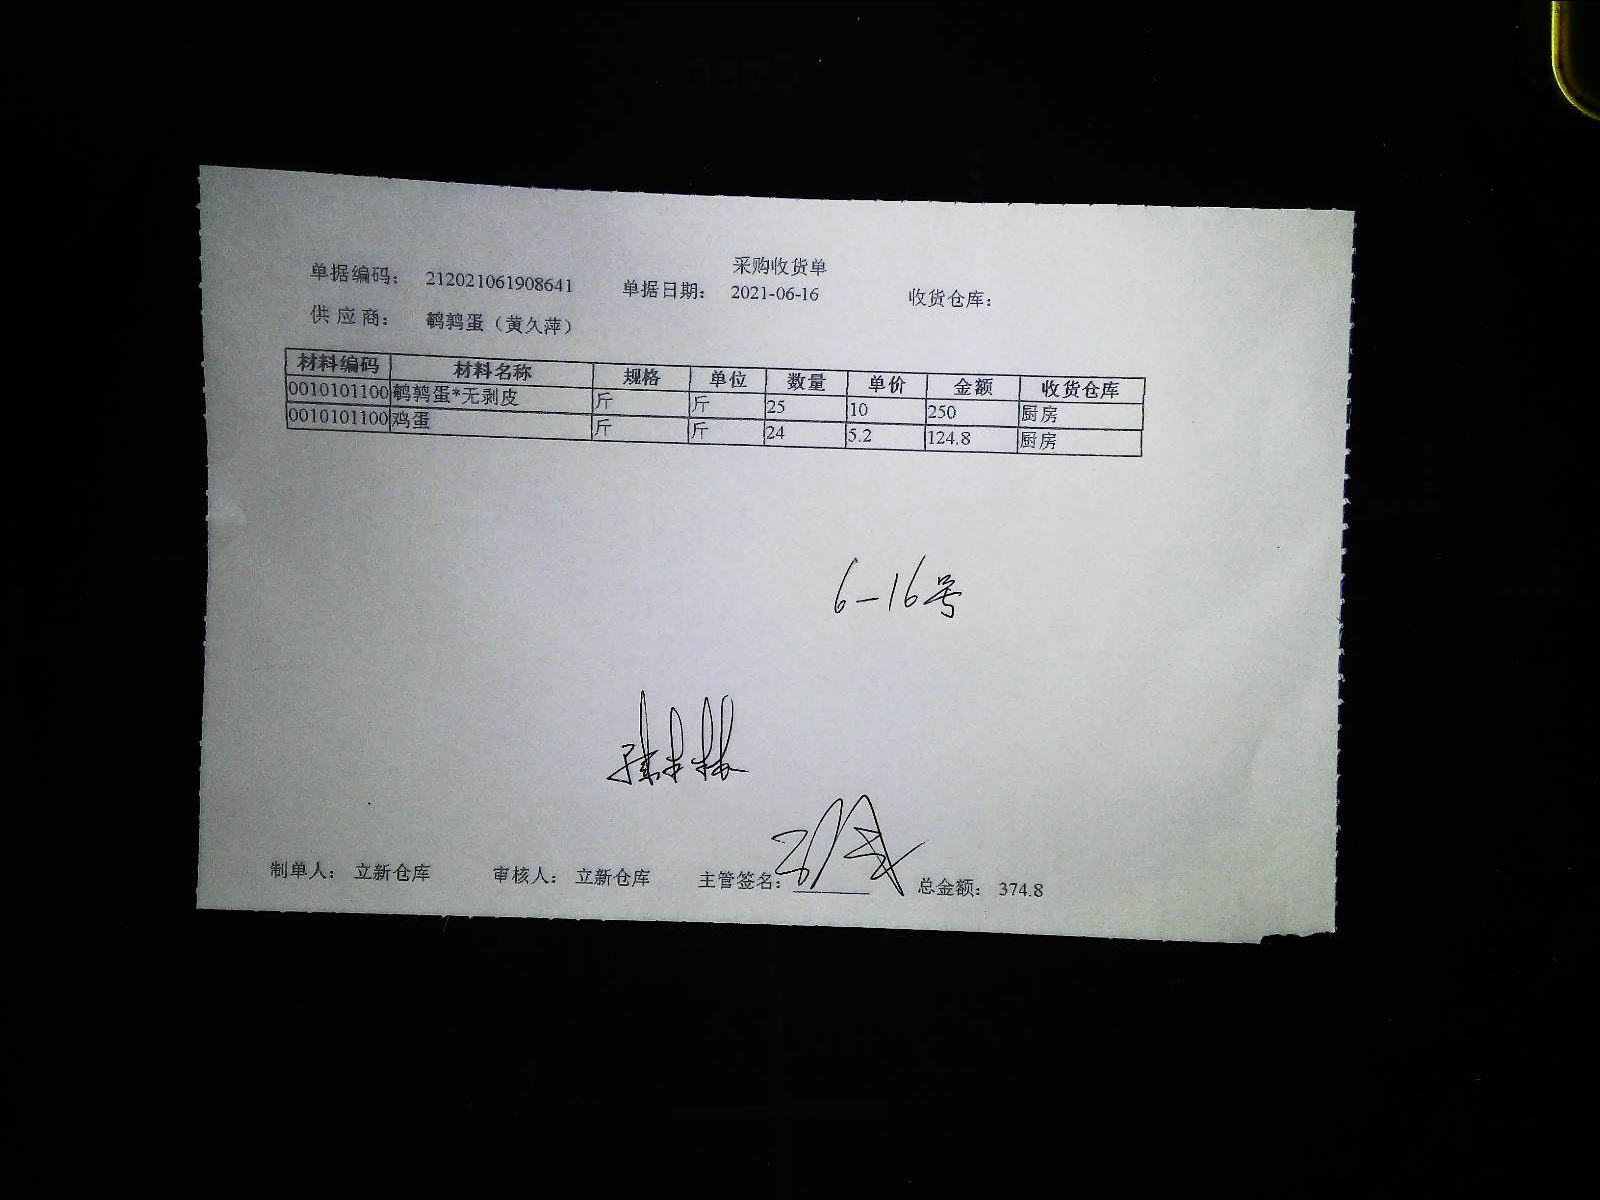 采购收货单
单据编码： 212021061908641 单据日期： 2021-06-16 收货仓库：
供 应 商： 鹌鹑蛋（黄久萍）
材料编码 材料名称 规格 单位 数量 单价 金额 收货仓库
0010101100 鹌鹑蛋*无剥皮 斤 斤 25 10 250 厨房
0010101100 鸡蛋 斤 斤 24 5.2 124.8 厨房
6-16号
制单人： 立新仓库 审核人： 立新仓库 主管签名： 总金额： 374.8